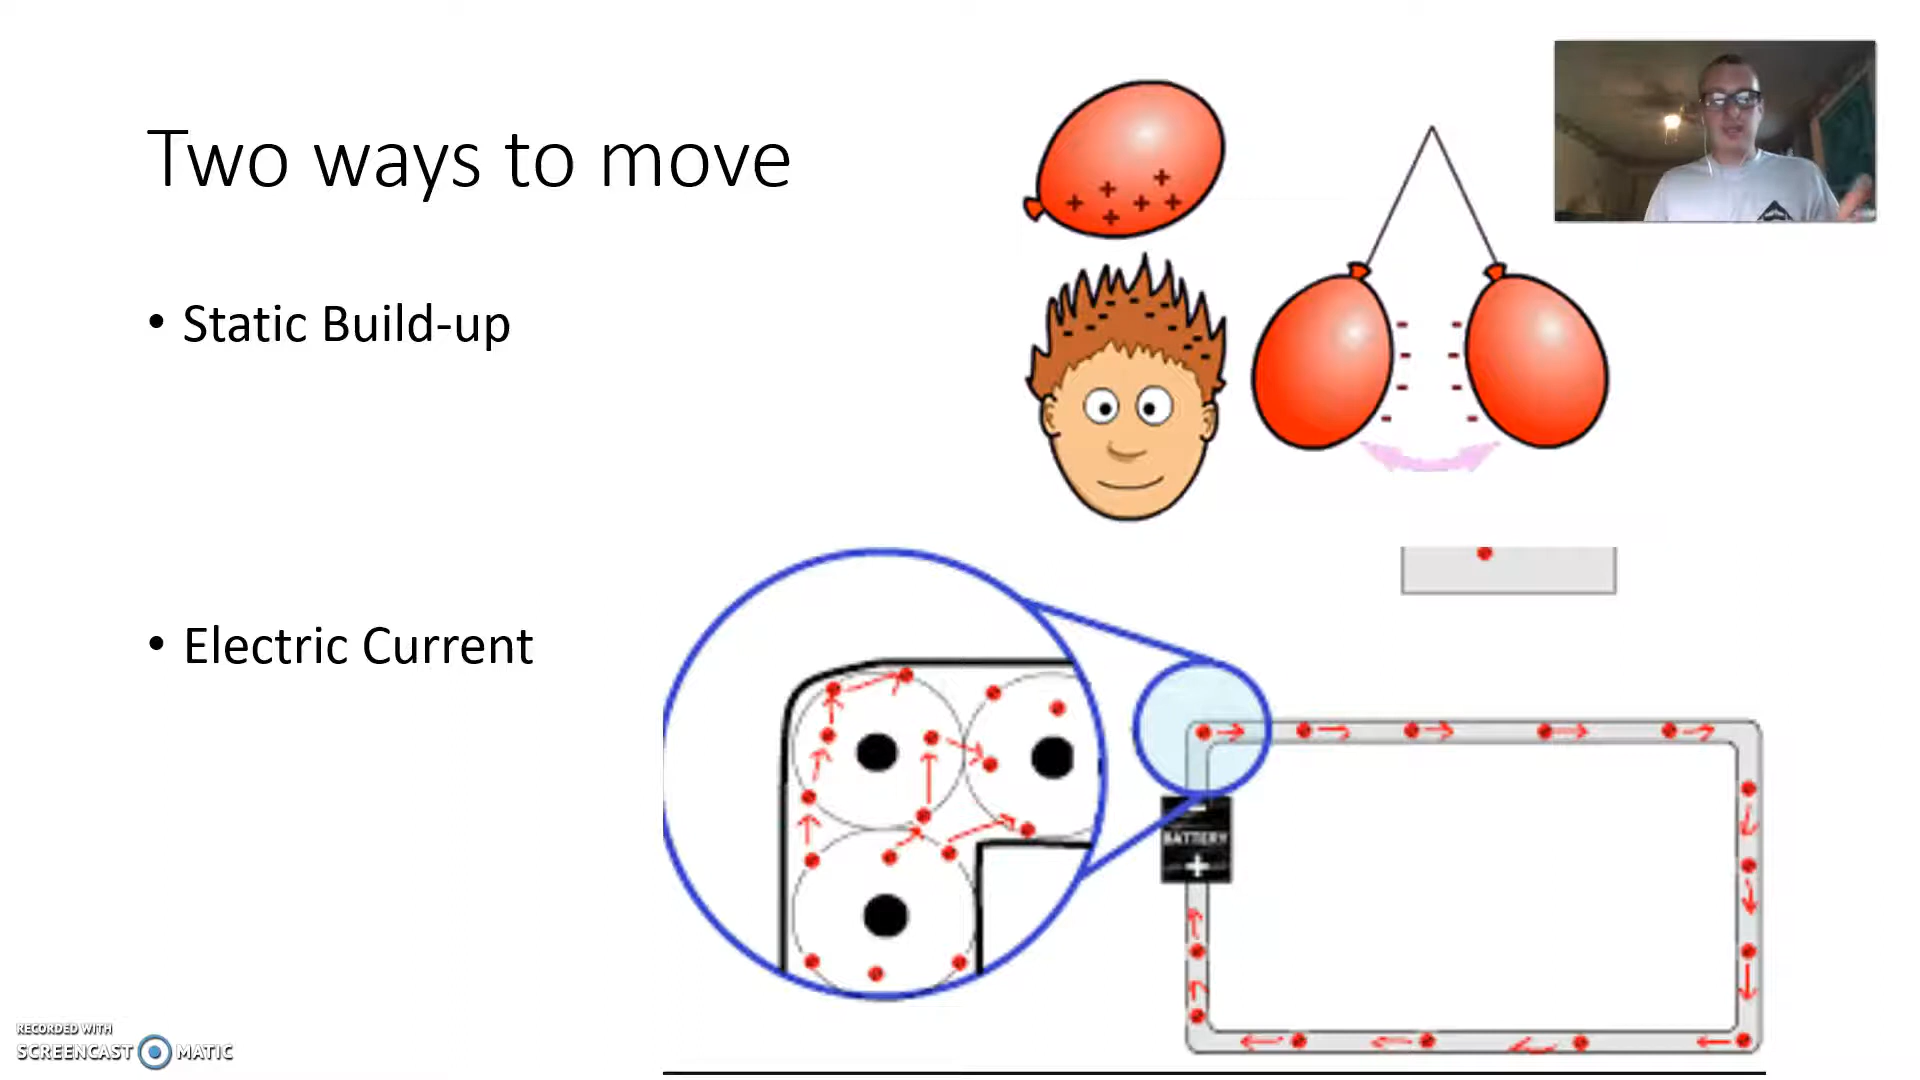 Two ways to move
• Static Build-up
• Electric Current
BATTERY
RECORDED WITH
SCREENCAST MATIC